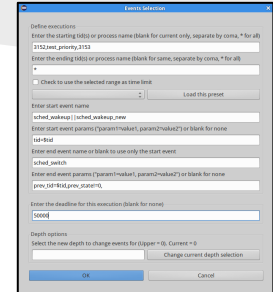 Events Selection
Define executions
Enter the starting tid(s) or process name (blank for current only, separate by coma, * for all)
3152,test_priority,3153
Enter the ending tid(s) or process name (blank for same, separate by coma, * for all)
*
Check to use the selected range as time limit
Load this preset
Enter start event name
sched_wakeup||sched_wakeup_new
Enter start event params ("param1=value1, param2=value2") or blank for none
tid=$tid
Enter end event name or blank to use only the start event
sched_switch
Enter end event params ("param1=value1, param2=value2") or blank for none
prev_tid=$tid,prev_state!=0,
Enter the deadline for this execution (blank for none)
50000
Depth options
Select the new depth to change events for (Upper = 0). Current = 0
Change current depth selection
OK
Cancel